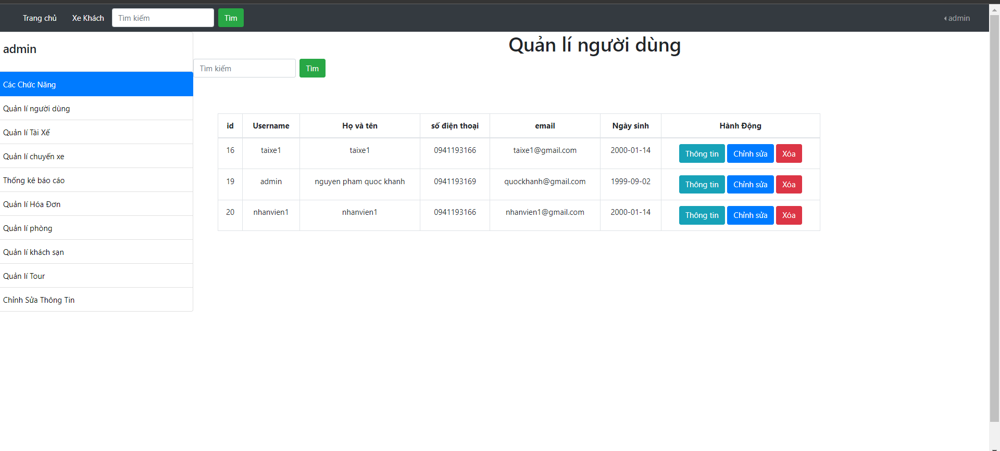 Trang chủ Xe Khách Tìm kiếm Tìm admin
admin
Các Chức Năng
Quản lí người dùng
Quản lí Tài Xế
Quản lí chuyến xe
Thống kê báo cáo
Quản lí Hóa Đơn
Quản lí phòng
Quản lí khách sạn
Quản lí Tour
Chỉnh Sửa Thông Tin
Quản lí người dùng
Tìm kiếm Tìm
id Username Họ và tên số điện thoại email Ngày sinh Hành Động
16 taixe1 taixe1 0941193166 taixe1@gmail.com 2000-01-14 Thông tin Chỉnh sửa Xóa
19 admin nguyen pham quoc khanh 0941193169 quockhanh@gmail.com 1999-09-02 Thông tin Chỉnh sửa Xóa
20 nhanvien1 nhanvien1 0941193166 nhanvien1@gmail.com 2000-01-14 Thông tin Chỉnh sửa Xóa